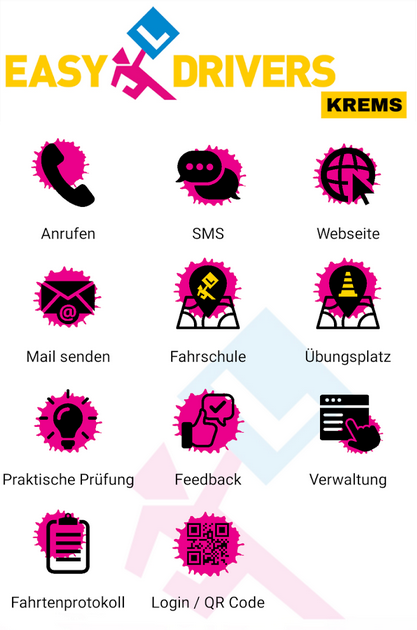 EASY DRIVERS
KREMS
Anrufen SMS Webseite
@
Mail senden Fahrschule Übungsplatz
Praktische Prüfung Feedback Verwaltung
Fahrtenprotokoll Login / QR Code